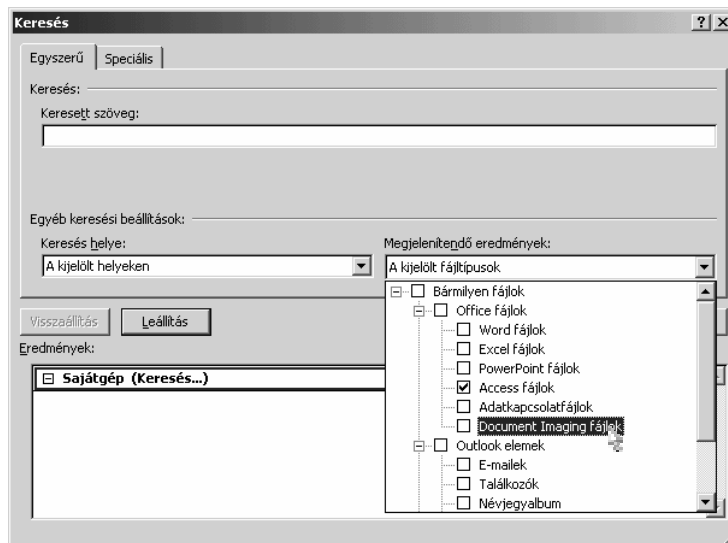 Keresés
Egyszerű Speciális
Keresés:
Keresett szöveg:
Egyéb keresési beállítások:
Keresés helye: Megjelenítendő eredmények:
A kijelölt helyeken A kijelölt fájltípusok
Bármilyen fájlok
Office fájlok
Word fájlok
Excel fájlok
PowerPoint fájlok
Access fájlok
Adatkapcsolatfájlok
Document Imaging fájlok
Outlook elemek
E-mailek
Találkozók
Névjegyalbum
Visszaállítás Leállítás
Eredmények:
Sajátgép (Keresés...)